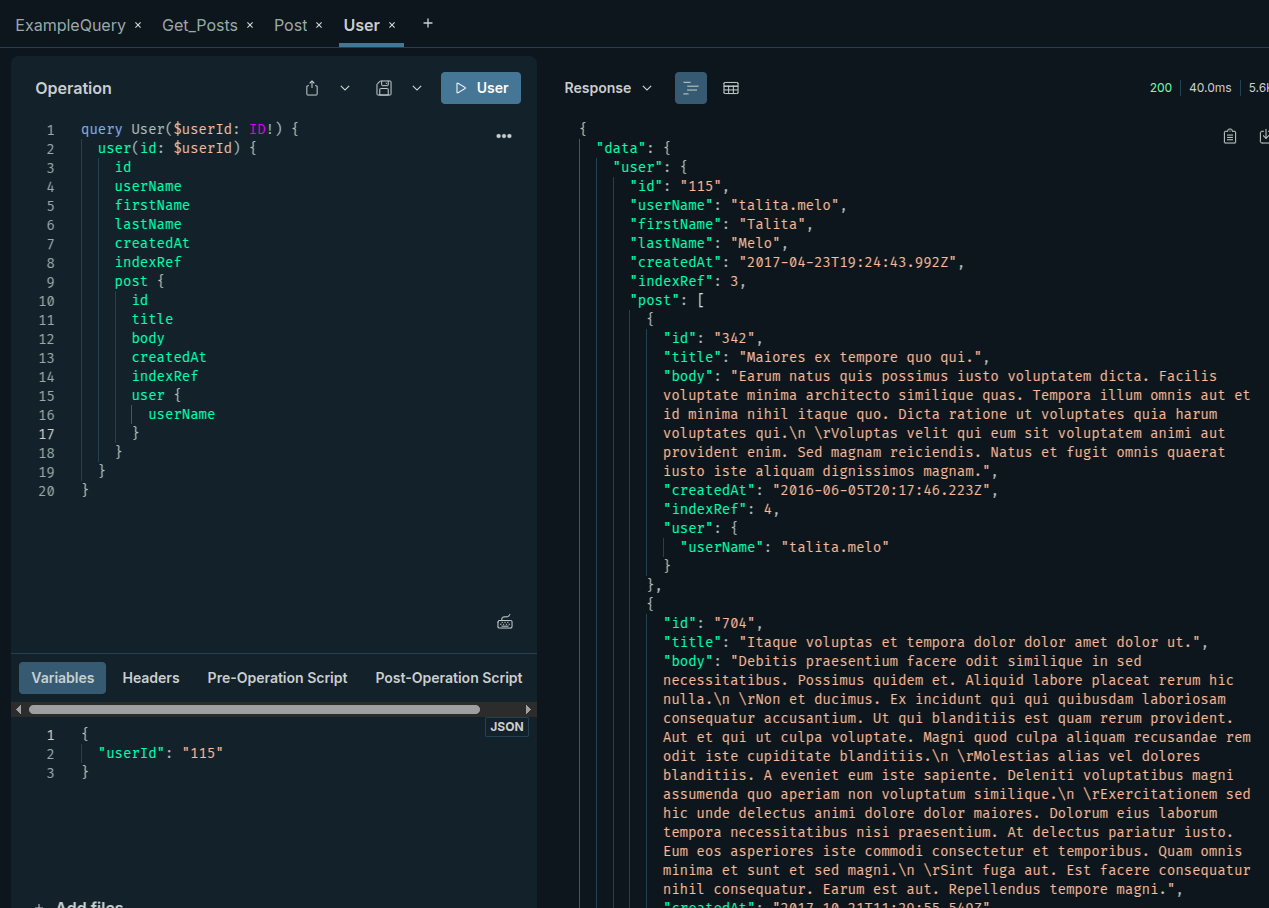 ExampleQuery × Get_Posts × Post × User × +
Operation
User
1 query User($userId: ID!) {
2 user(id: $userId) {
3 id
4 userName
5 firstName
6 lastName
7 createdAt
8 indexRef
9 post {
10 id
11 title
12 body
13 createdAt
14 indexRef
15 user {
16 userName
17 }
18 }
19 }
20 }
Variables Headers Pre-Operation Script Post-Operation Script
JSON
1 {
2 "userId": "115"
3 }
+ Add files
Response
200 40.0ms
{
"data": {
"user": {
"id": "115",
"userName": "talita.melo",
"firstName": "Talita",
"lastName": "Melo",
"createdAt": "2017-04-23T19:24:43.992Z",
"indexRef": 3,
"post": [
{
"id": "342",
"title": "Maiores ex tempore quo qui.",
"body": "Earum natus quis possimus iusto voluptatem dicta. Facilis
voluptate minima architecto similique quas. Tempora illum omnis aut et
id minima nihil itaque quo. Dicta ratione ut voluptates quia harum
voluptates qui.\n \rVoluptas velit qui eum sit voluptatem animi aut
provident enim. Sed magnam reiciendis. Natus et fugit omnis quaerat
iusto iste aliquam dignissimos magnam.",
"createdAt": "2016-06-05T20:17:46.223Z",
"indexRef": 4,
"user": {
"userName": "talita.melo"
}
},
{
"id": "704",
"title": "Itaque voluptas et tempora dolor dolor amet dolor ut.",
"body": "Debitis praesentium facere odit similique in sed
necessitatibus. Possimus quidem et. Aliquid labore placeat rerum hic
nulla.\n \rNon et ducimus. Ex incidunt qui qui quibusdam laboriosam
consequatur accusantium. Ut qui blanditiis est quam rerum provident.
Aut et qui ut culpa voluptate. Magni quod culpa aliquam recusandae rem
odit iste cupiditate blanditiis.\n \rMolestias alias vel dolores
blanditiis. A eveniet eum iste sapiente. Deleniti voluptatibus magni
assumenda quo aperiam non voluptatum similique.\n \rExercitationem sed
hic unde delectus animi dolore dolor maiores. Dolorum eius laborum
tempora necessitatibus nisi praesentium. At delectus pariatur iusto.
Eum eos asperiores iste commodi consectetur et temporibus. Quam omnis
minima et sunt et sed magni.\n \rSint fuga aut. Est facere consequatur
nihil consequatur. Earum est aut. Repellendus tempore magni.",